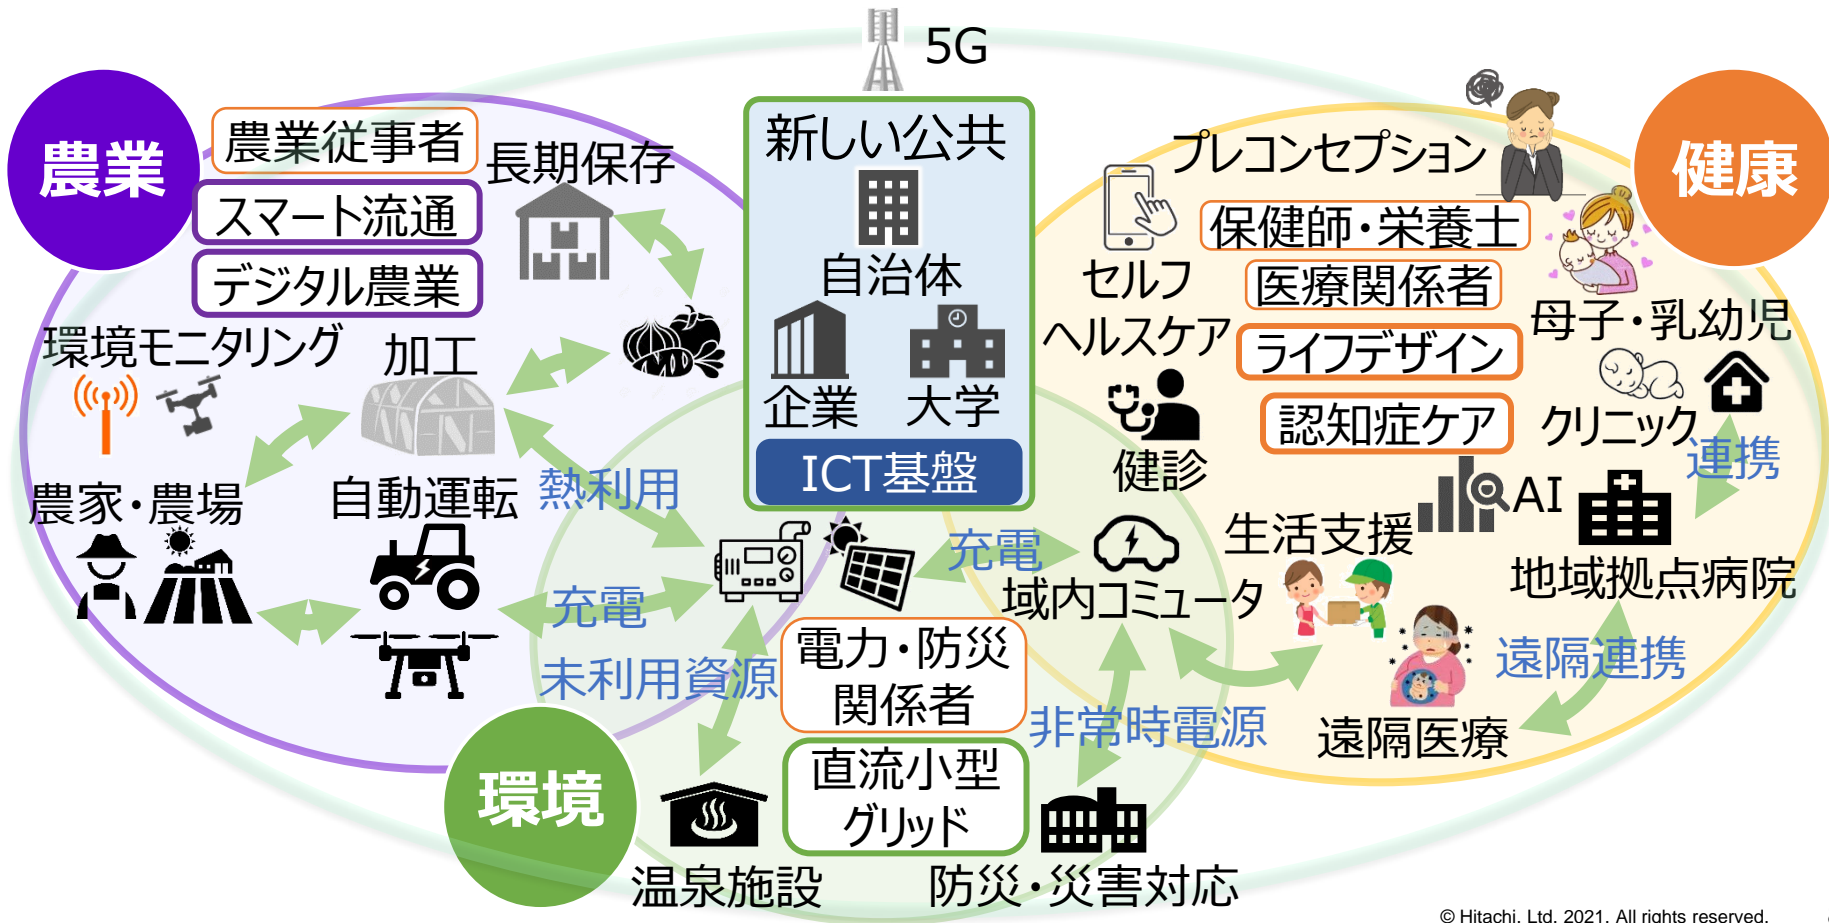 5G
農業
農業従事者
スマート流通
デジタル農業
長期保存
環境モニタリング
加工
農家・農場
自動運転
熱利用
充電
未利用資源
新しい公共
自治体
企業
大学
ICT基盤
健康
プレコンセプション
保健師・栄養士
医療関係者
ライフデザイン
認知症ケア
セルフ
ヘルスケア
健診
母子・乳幼児
クリニック
連携
AI
生活支援
地域拠点病院
遠隔連携
遠隔医療
充電
域内コミュータ
非常時電源
環境
電力・防災
関係者
直流小型
グリッド
温泉施設
防災・災害対応
© Hitachi, Ltd. 2021. All rights reserved.